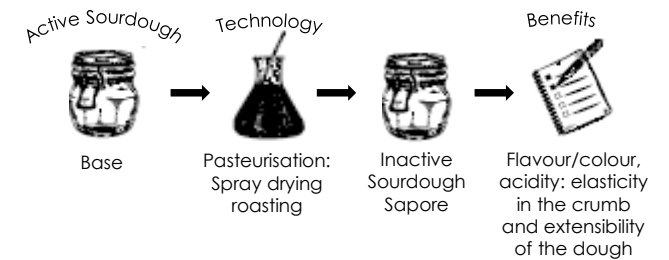 Active Sourdough
Technology
Benefits
Base
Pasteurisation:
Spray drying
roasting
Inactive
Sourdough
Sapore
Flavour/colour,
acidity: elasticity
in the crumb
and extensibility
of the dough